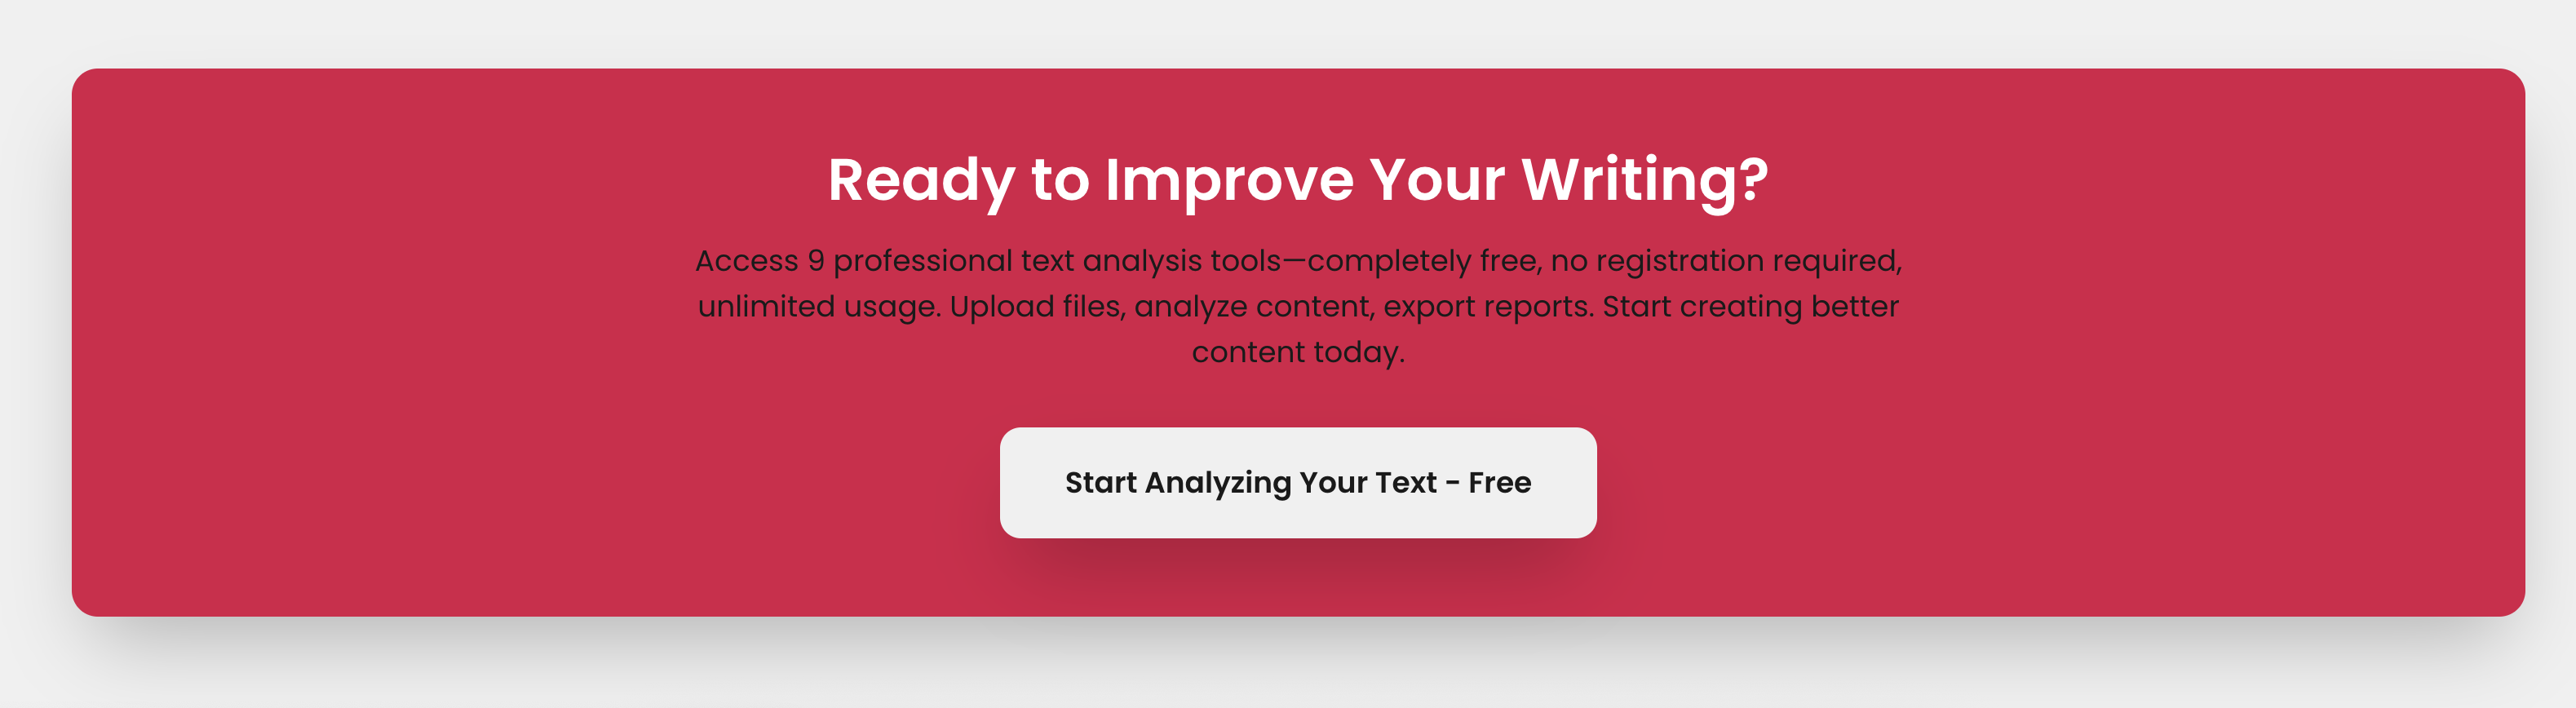 Ready to Improve Your Writing?
Access 9 professional text analysis tools—completely free, no registration required,
unlimited usage. Upload files, analyze content, export reports. Start creating better
content today.
Start Analyzing Your Text - Free